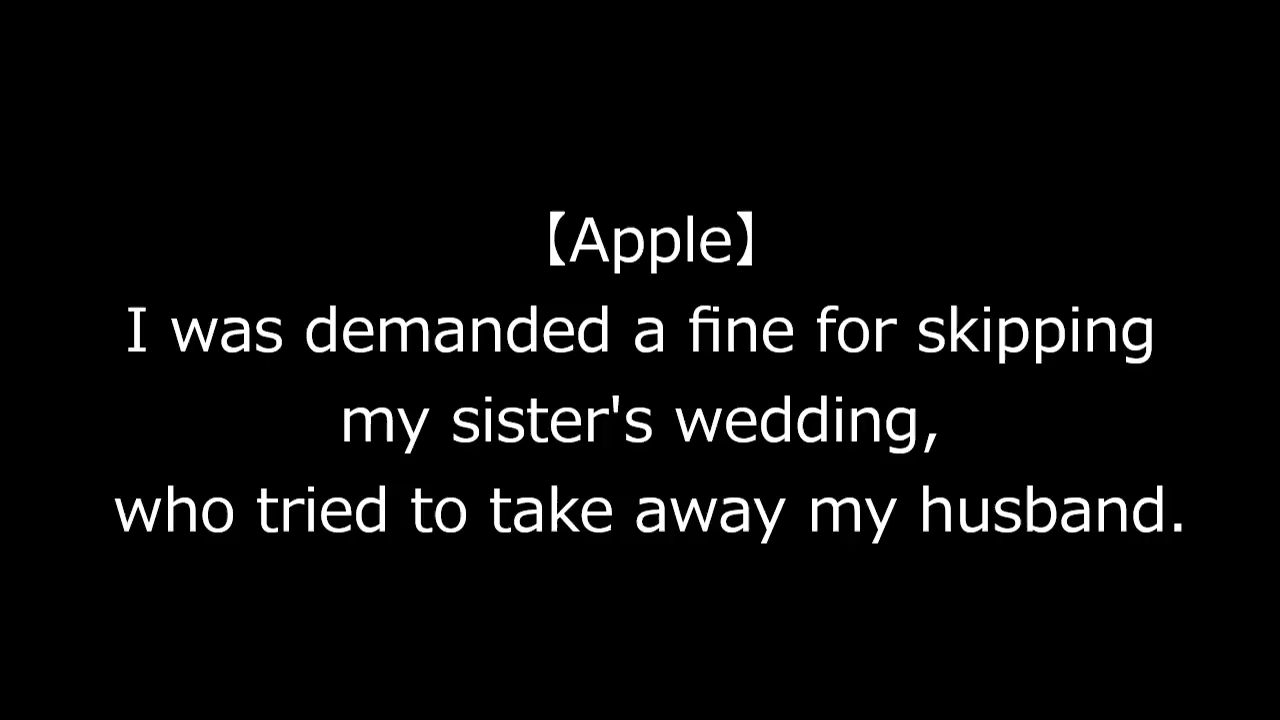 【Apple】
I was demanded a fine for skipping
my sister's wedding,
who tried to take away my husband.